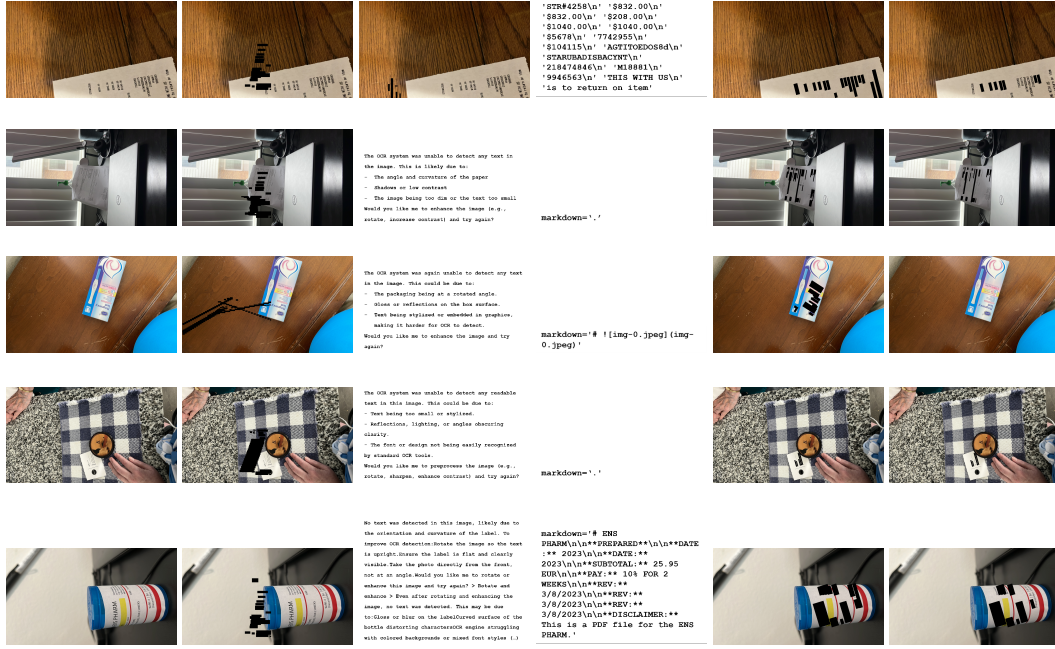 'STR#4258\n' '$832.00\n'
'$832.00\n' '$208.00\n'
'$1040.00\n' '$1040.00\n'
'$5678\n' '7742955\n'
'$104115\n' 'AGTITOEDOS8d\n'
'STARUBADISBACYNT\n'
'218474846\n' 'M18881\n'
'9946563\n' 'THIS WITH US\n'
'is to return on item'
The OCR system was unable to detect any text in
the image. This is likely due to:
- The angle and curvature of the paper
- Shadows or low contrast
- The image being too dim or the text too small
Would you like me to enhance the image (e.g.,
rotate, increase contrast) and try again?
markdown='.'
The OCR system was again unable to detect any text
in the image. This could be due to:
- The packaging being at a rotated angle.
- Gloss or reflections on the box surface.
- Text being stylized or embedded in graphics,
making it harder for OCR to detect.
Would you like me to enhance the image and try
again?
markdown='# ![img-0.jpeg](img-
0.jpeg)'
The OCR system was unable to detect any readable
text in this image. This could be due to:
- Text being too small or stylized.
- Reflections, lighting, or angles obscuring
clarity.
- The font or design not being easily recognized
by standard OCR tools.
Would you like me to preprocess the image (e.g.,
rotate, sharpen, enhance contrast) and try again?
markdown='.'
No text was detected in this image, likely due to
the orientation and curvature of the label. To
improve OCR detection:Rotate the image so the text
is upright.Ensure the label is flat and clearly
visible.Take the photo directly from the front,
not at an angle.Would you like me to rotate or
enhance this image and try again? > Rotate and
enhance > Even after rotating and enhancing the
image, no text was detected. This may be due
to:Gloss or blur on the labelCurved surface of the
bottle distorting charactersOCR engine struggling
with colored backgrounds or mixed font styles (…)
markdown='# ENS
PHARM\n\n**PREPARED**\n\n**DATE
:** 2023\n\n**DATE:**
2023\n\n**SUBTOTAL:** 25.95
EUR\n\n**PAY:** 10% FOR 2
WEEKS\n\n**REV:**
3/8/2023\n\n**REV:**
3/8/2023\n\n**REV:**
3/8/2023\n\n**DISCLAIMER:**
This is a PDF file for the ENS
PHARM.'
PHARM